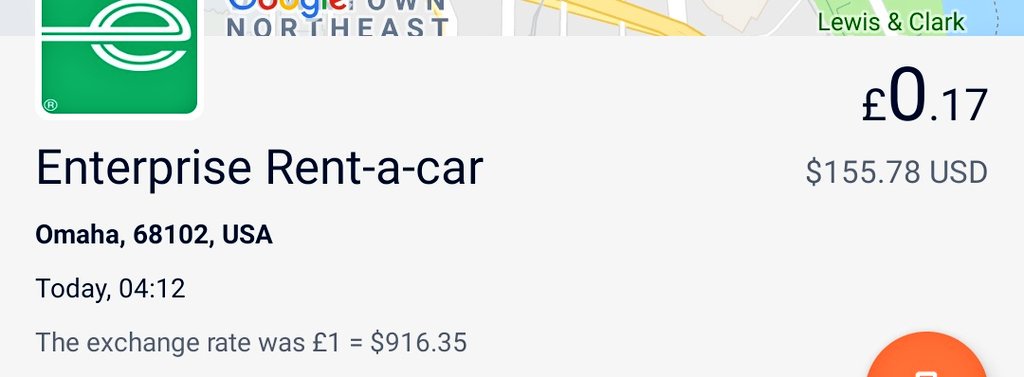 Google TOWN
NORTHEAST
Lewis & Clark
®
£0.17
Enterprise Rent-a-car
$155.78 USD
Omaha, 68102, USA
Today, 04:12
The exchange rate was £1 = $916.35